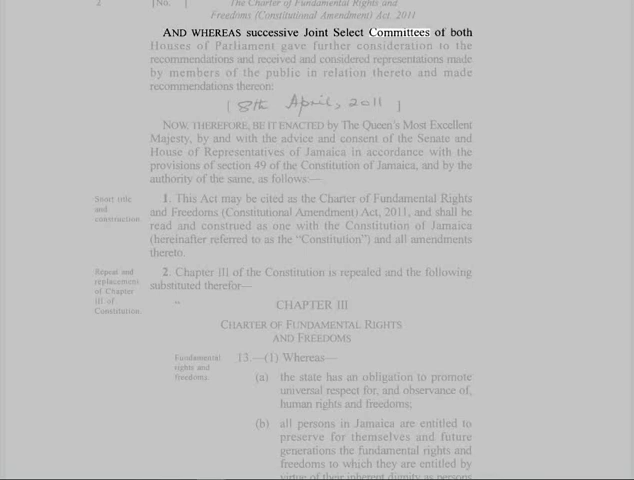 2 [No. ] The Charter of Fundamental Rights and
Freedoms (Constitutional Amendment) Act, 2011
AND WHEREAS successive Joint Select Committees of both
Houses of Parliament gave further consideration to the
recommendations and received and considered representations made
by members of the public in relation thereto and made
recommendations thereon:
[ 8th April, 2011 ]
NOW, THEREFORE, BE IT ENACTED by The Queen's Most Excellent
Majesty, by and with the advice and consent of the Senate and
House of Representatives of Jamaica in accordance with the
provisions of section 49 of the Constitution of Jamaica, and by the
authority of the same, as follows:—
Short title
and
construction.
1. This Act may be cited as the Charter of Fundamental Rights
and Freedoms (Constitutional Amendment) Act, 2011, and shall be
read and construed as one with the Constitution of Jamaica
(hereinafter referred to as the "Constitution") and all amendments
thereto.
Repeal and
replacement
of Chapter
III of
Constitution.
2. Chapter III of the Constitution is repealed and the following
substituted therefor—
" CHAPTER III
CHARTER OF FUNDAMENTAL RIGHTS
AND FREEDOMS
Fundamental
rights and
freedoms.
13.—(1) Whereas—
(a) the state has an obligation to promote
universal respect for, and observance of,
human rights and freedoms;
(b) all persons in Jamaica are entitled to
preserve for themselves and future
generations the fundamental rights and
freedoms to which they are entitled by
virtue of their inherent dignity as persons